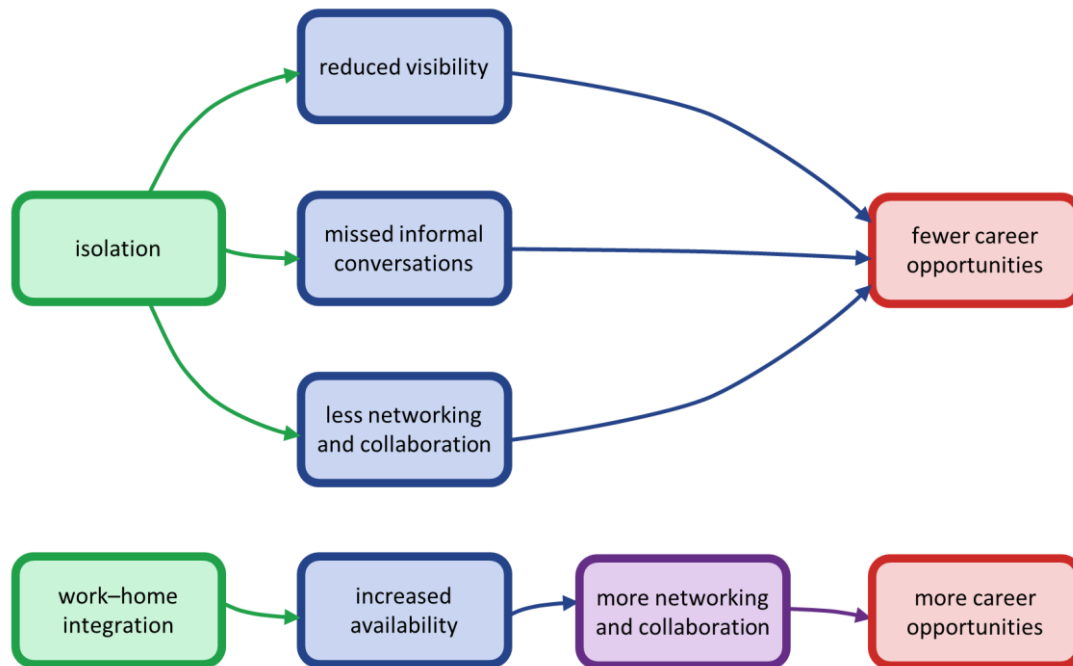 reduced visibility
isolation
missed informal
conversations
fewer career
opportunities
less networking
and collaboration
work–home
integration
increased
availability
more networking
and collaboration
more career
opportunities